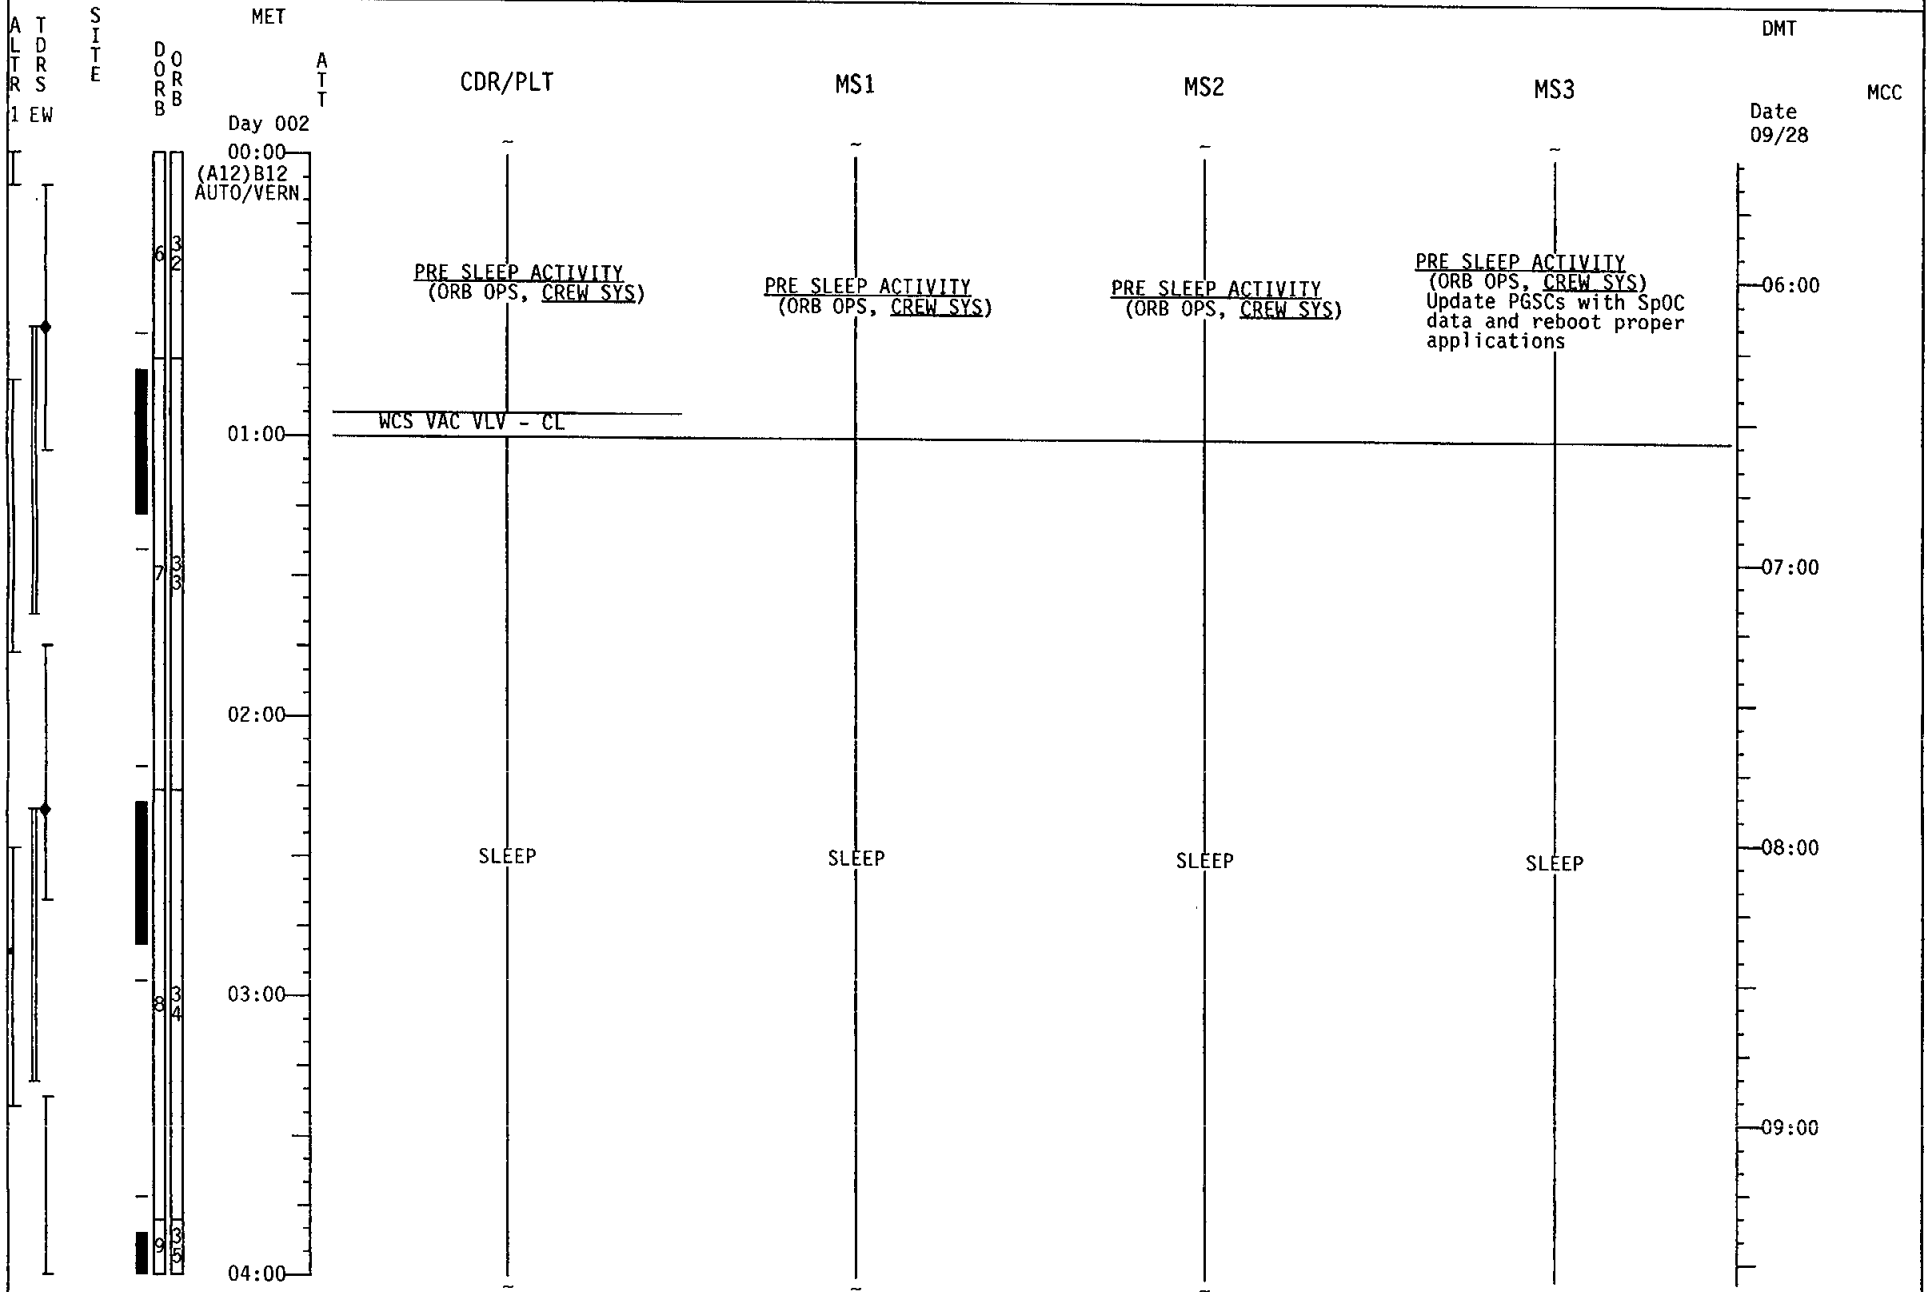 ALTR 1
TDRS EW
SITE
DORB
ORB
MET
ATT
CDR/PLT
MS1
MS2
MS3
DMT
MCC
Day 002
Date
09/28
00:00
(A12)B12
AUTO/VERN
6
32
PRE SLEEP ACTIVITY
(ORB OPS, CREW SYS)
PRE SLEEP ACTIVITY
(ORB OPS, CREW SYS)
PRE SLEEP ACTIVITY
(ORB OPS, CREW SYS)
PRE SLEEP ACTIVITY
(ORB OPS, CREW SYS)
Update PGSCs with SpOC
data and reboot proper
applications
06:00
WCS VAC VLV - CL
01:00
7
33
07:00
02:00
SLEEP
SLEEP
SLEEP
SLEEP
08:00
03:00
8
34
09:00
9
35
04:00